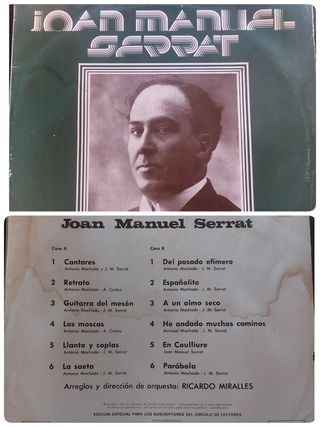 JOAN MANUEL
SERRAT
Joan Manuel Serrat
Cara A
1 Cantares
Antonio Machado y J. M. Serrat
2 Retrato
Antonio Machado - A. Cortes
3 Guitarra del mesón
Antonio Machado - J. M. Serrat
4 Las moscas
Antonio Machado - A. Cortes
5 Llanto y coplas
Antonio Machado - J. M. Serrat
6 La saeta
Antonio Machado - J. M. Serrat
Cara B
1 Del pasado efímero
Antonio Machado - J. M. Serrat
2 Españolito
Antonio Machado - J. M. Serrat
3 A un olmo seco
Antonio Machado - J. M. Serrat
4 He andado muchos caminos
Antonio Machado - J. M. Serrat
5 En Coulliure
Joan Manuel Serrat
6 Parábola
Antonio Machado - J. M. Serrat
Arreglos y dirección de orquesta: RICARDO MIRALLES
EDICION ESPECIAL PARA LOS SUSCRIPTORES DEL CIRCULO DE LECTORES